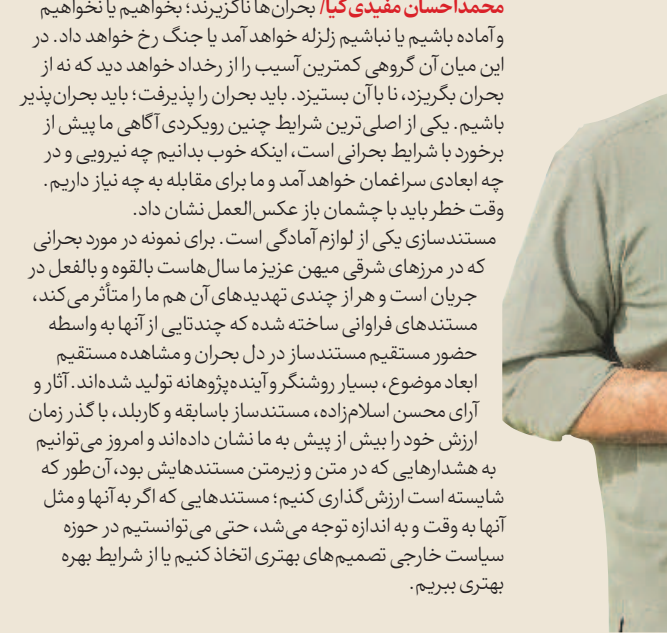 محمداحسان مفیدی‌کیا/ بحران‌ها ناگزیرند؛ بخواهیم یا نخواهیم
و آماده باشیم یا نباشیم زلزله خواهد آمد یا جنگ رخ خواهد داد. در
این میان آن گروهی کمترین آسیب را از رخداد خواهد دید که نه از
بحران بگریزد، نا با آن بستیزد. باید بحران را پذیرفت؛ باید بحران‌پذیر
باشیم. یکی از اصلی‌ترین شرایط چنین رویکردی آگاهی ما پیش از
برخورد با شرایط بحرانی است، اینکه خوب بدانیم چه نیرویی و در
چه ابعادی سراغمان خواهد آمد و ما برای مقابله به چه نیاز داریم.
وقت خطر باید با چشمان باز عکس‌العمل نشان داد.
مستندسازی یکی از لوازم آمادگی است. برای نمونه در مورد بحرانی
که در مرزهای شرقی میهن عزیز ما سال‌هاست بالقوه و بالفعل در
جریان است و هر از چندی تهدیدهای آن هم ما را متأثر می‌کند،
مستندهای فراوانی ساخته شده که چندتایی از آنها به واسطه
حضور مستقیم مستندساز در دل بحران و مشاهده مستقیم
ابعاد موضوع، بسیار روشنگر و آینده‌پژوهانه تولید شده‌اند. آثار و
آرای محسن اسلام‌زاده، مستندساز باسابقه و کاربلد، با گذر زمان
ارزش خود را بیش از پیش به ما نشان داده‌اند و امروز می‌توانیم
به هشدارهایی که در متن و زیرمتن مستندهایش بود، آن‌طور که
شایسته است ارزش‌گذاری کنیم؛ مستندهایی که اگر به آنها و مثل
آنها به وقت و به اندازه توجه می‌شد، حتی می‌توانستیم در حوزه
سیاست خارجی تصمیم‌های بهتری اتخاذ کنیم یا از شرایط بهره
بهتری ببریم.